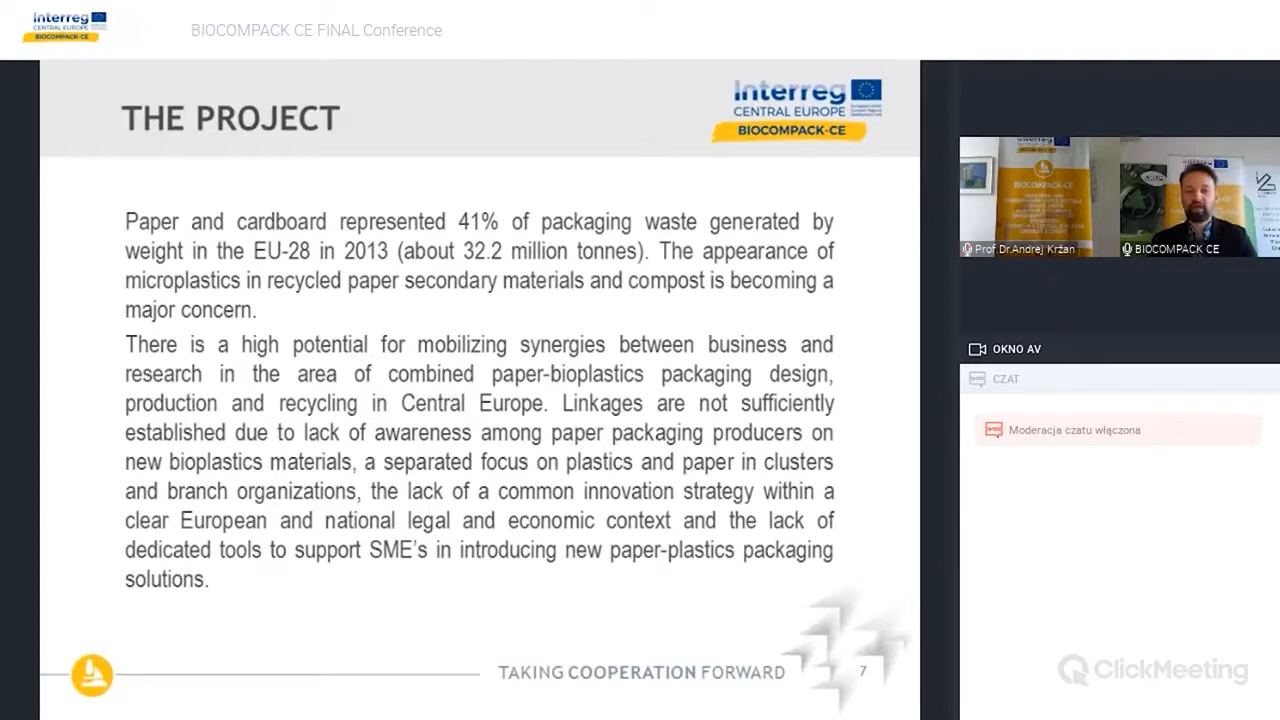 Interreg
CENTRAL EUROPE
BIOCOMPACK-CE
BIOCOMPACK CE FINAL Conference
THE PROJECT
Interreg
CENTRAL EUROPE
BIOCOMPACK-CE
Paper and cardboard represented 41% of packaging waste generated by
weight in the EU-28 in 2013 (about 32.2 million tonnes). The appearance of
microplastics in recycled paper secondary materials and compost is becoming a
major concern.
There is a high potential for mobilizing synergies between business and
research in the area of combined paper-bioplastics packaging design,
production and recycling in Central Europe. Linkages are not sufficiently
established due to lack of awareness among paper packaging producers on
new bioplastics materials, a separated focus on plastics and paper in clusters
and branch organizations, the lack of a common innovation strategy within a
clear European and national legal and economic context and the lack of
dedicated tools to support SME's in introducing new paper-plastics packaging
solutions.
TAKING COOPERATION FORWARD
7
BIOCOMPACK-CE
Prof.Dr.Andrej Kržan
BIOCOMPACK CE
OKNO AV
CZAT
Moderacja czatu włączona
ClickMeeting